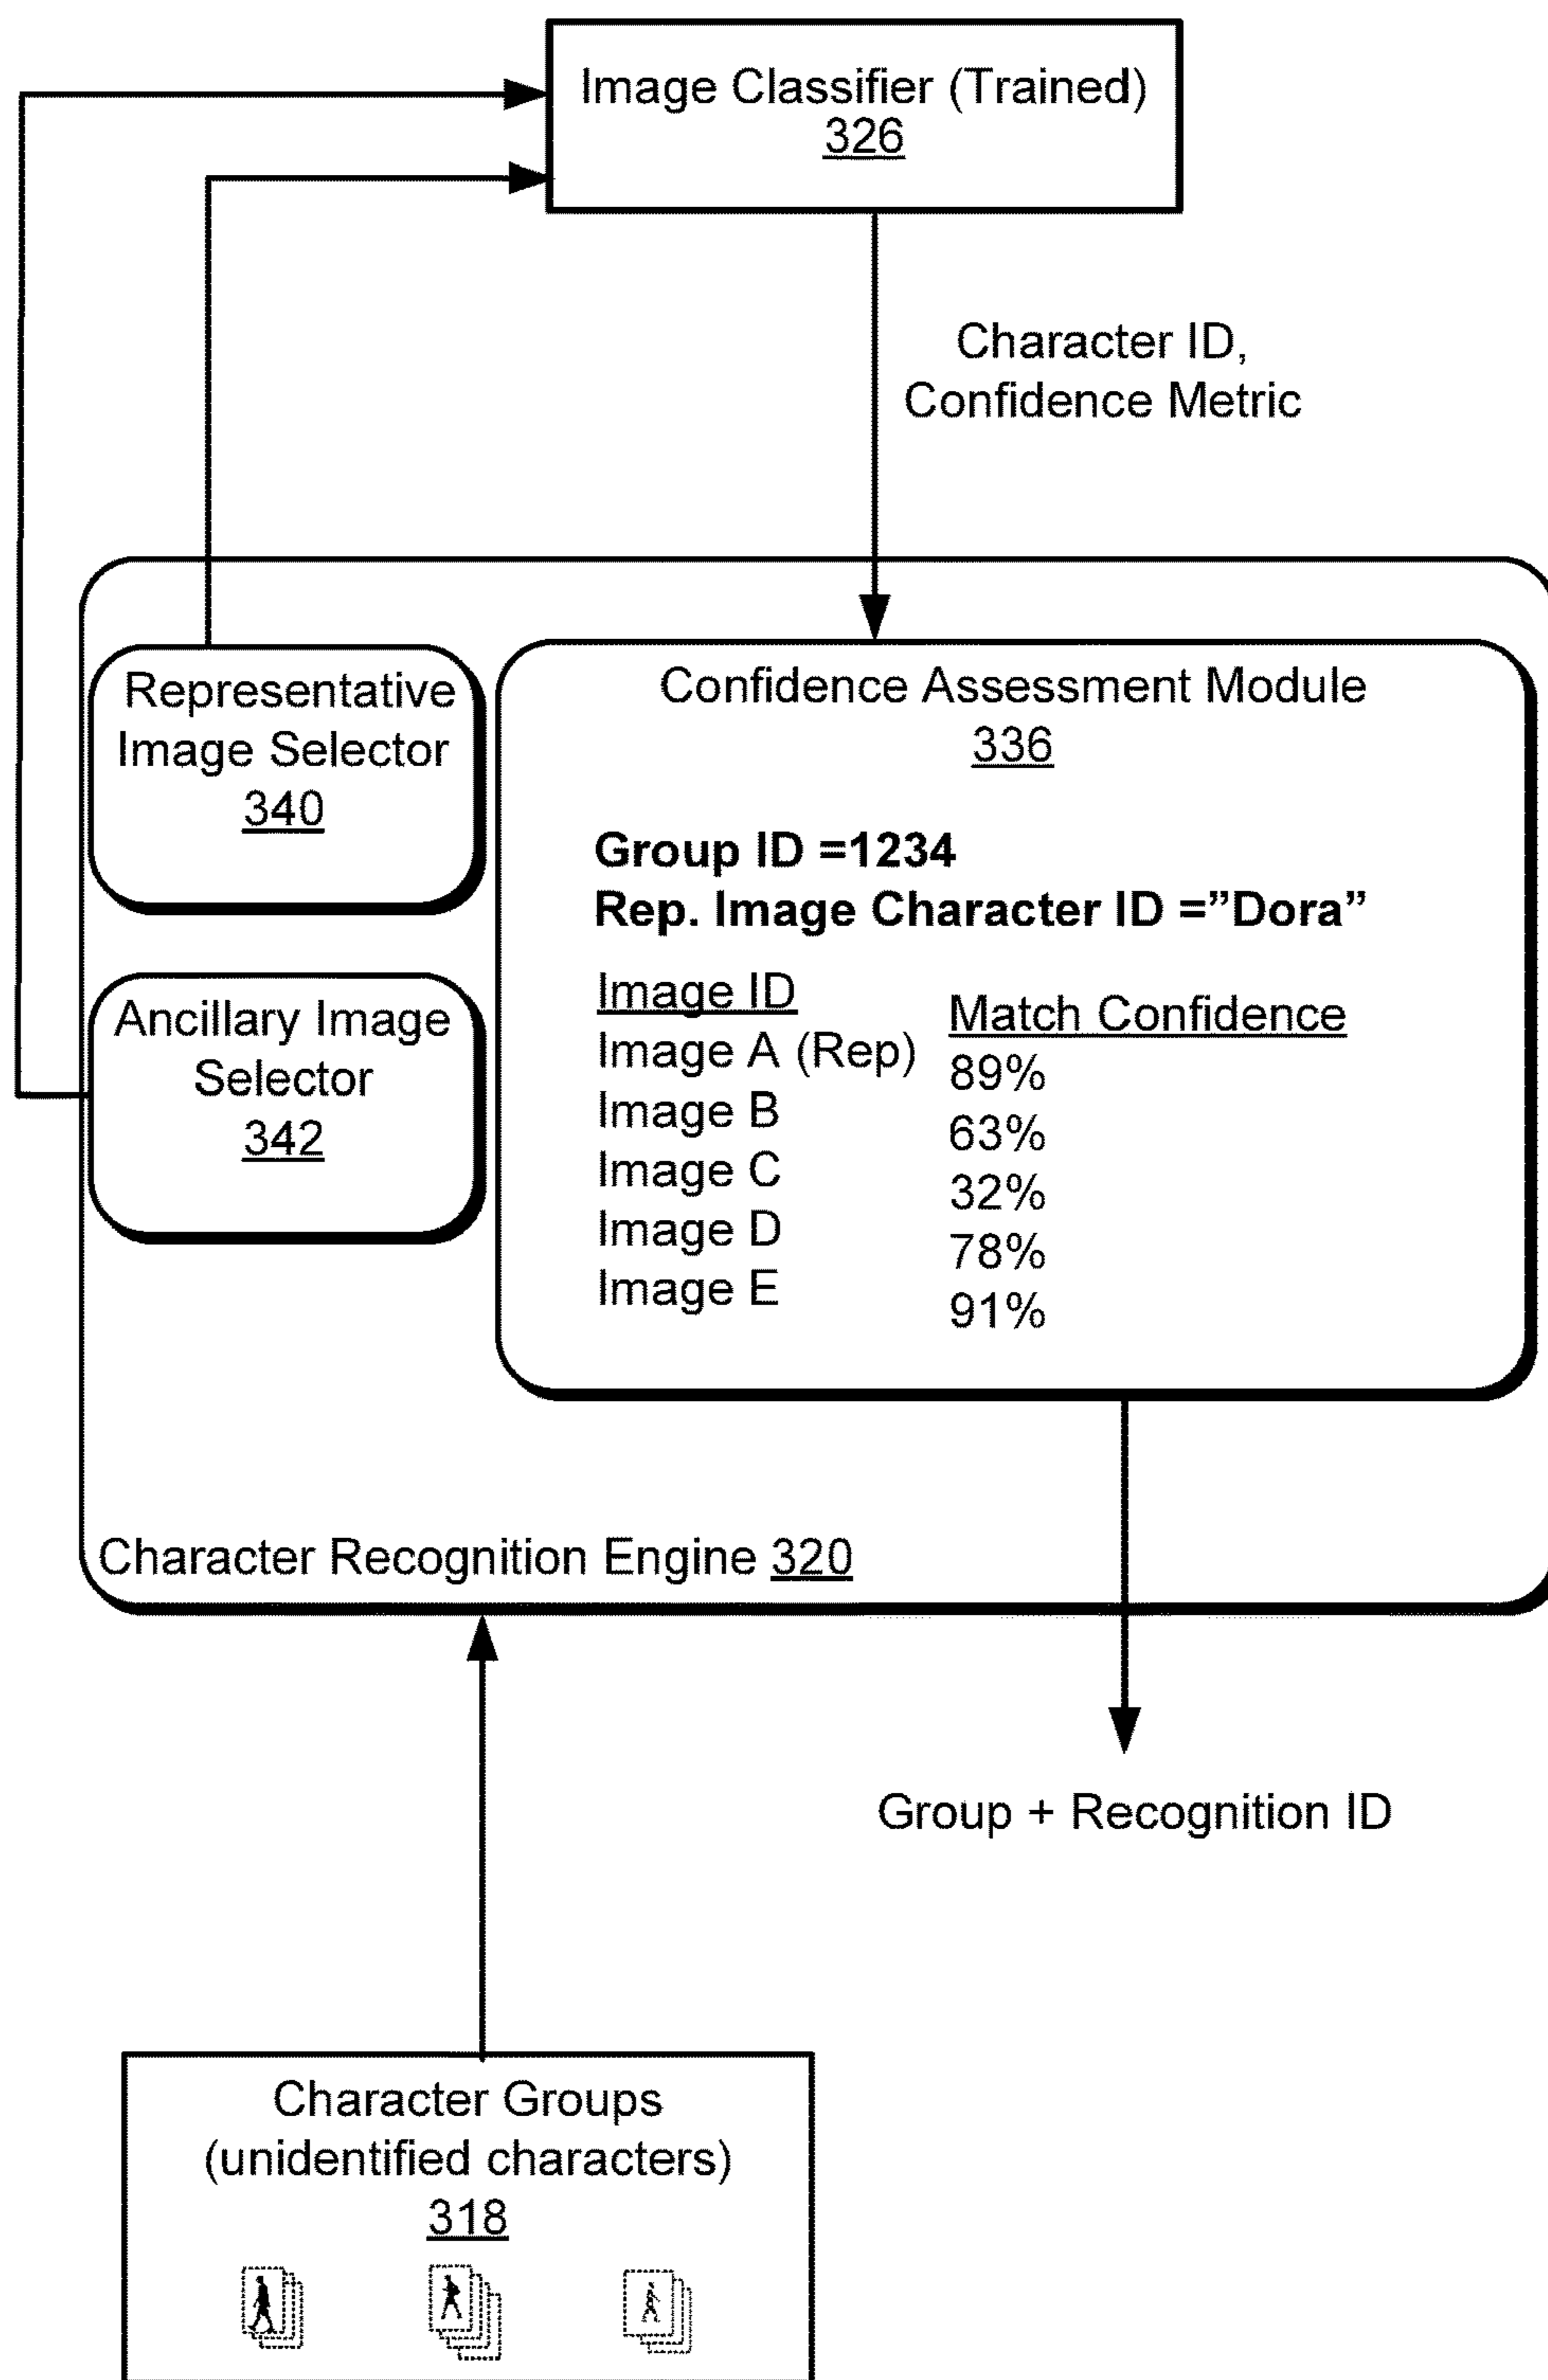 Image Classifier (Trained)
326
Character ID,
Confidence Metric
Representative
Image Selector
340
Ancillary Image
Selector
342
Confidence Assessment Module
336
Group ID =1234
Rep. Image Character ID =”Dora”
Image ID
Image A (Rep)
Image B
Image C
Image D
Image E
Match Confidence
89%
63%
32%
78%
91%
Character Recognition Engine 320
Group + Recognition ID
Character Groups
(unidentified characters)
318